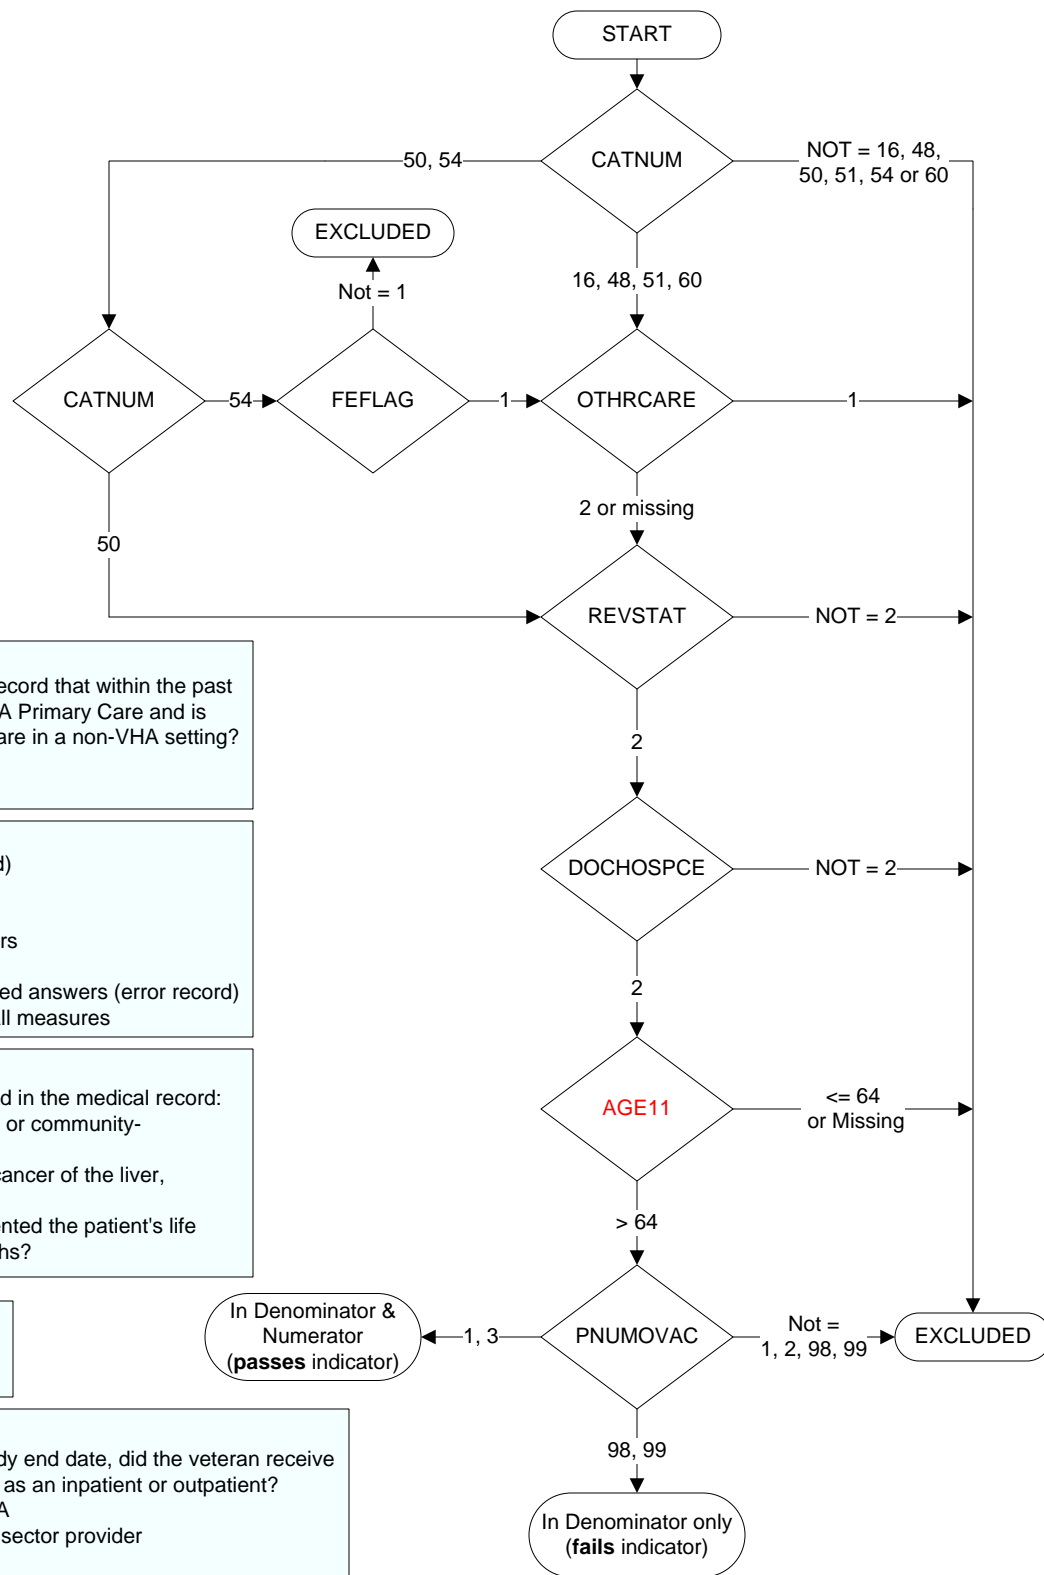 START
CATNUM
50, 54
NOT = 16, 48,
50, 51, 54 or 60
EXCLUDED
Not = 1
16, 48, 51, 60
CATNUM
54
FEFLAG
1
OTHRCARE
1
2 or missing
50
REVSTAT
NOT = 2
ecord that within the past
A Primary Care and is
are in a non-VHA setting?
2
d)
rs
ed answers (error record)
all measures
DOCHOSPCE
NOT = 2
2
d in the medical record:
or community-
cancer of the liver,
ented the patient's life
hs?
AGE11
<= 64
or Missing
> 64
In Denominator &
Numerator
(passes indicator)
1, 3
PNUMOVAC
Not =
1, 2, 98, 99
EXCLUDED
98, 99
dy end date, did the veteran receive
as an inpatient or outpatient?
A
sector provider
In Denominator only
(fails indicator)